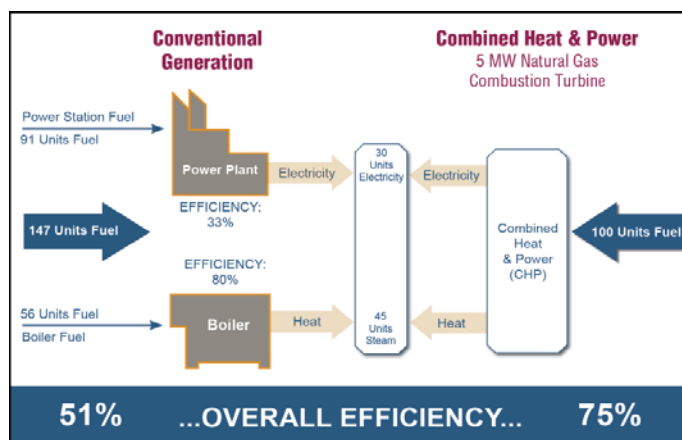 Conventional
Generation
Combined Heat & Power
5 MW Natural Gas
Combustion Turbine
Power Station Fuel
91 Units Fuel
Power Plant
Electricity
30
Units
Electricity
Electricity
EFFICIENCY:
33%
147 Units Fuel
Combined
Heat
& Power
(CHP)
100 Units Fuel
EFFICIENCY:
80%
56 Units Fuel
Boiler Fuel
Boiler
Heat
45
Units
Steam
Heat
51%
...OVERALL EFFICIENCY...
75%